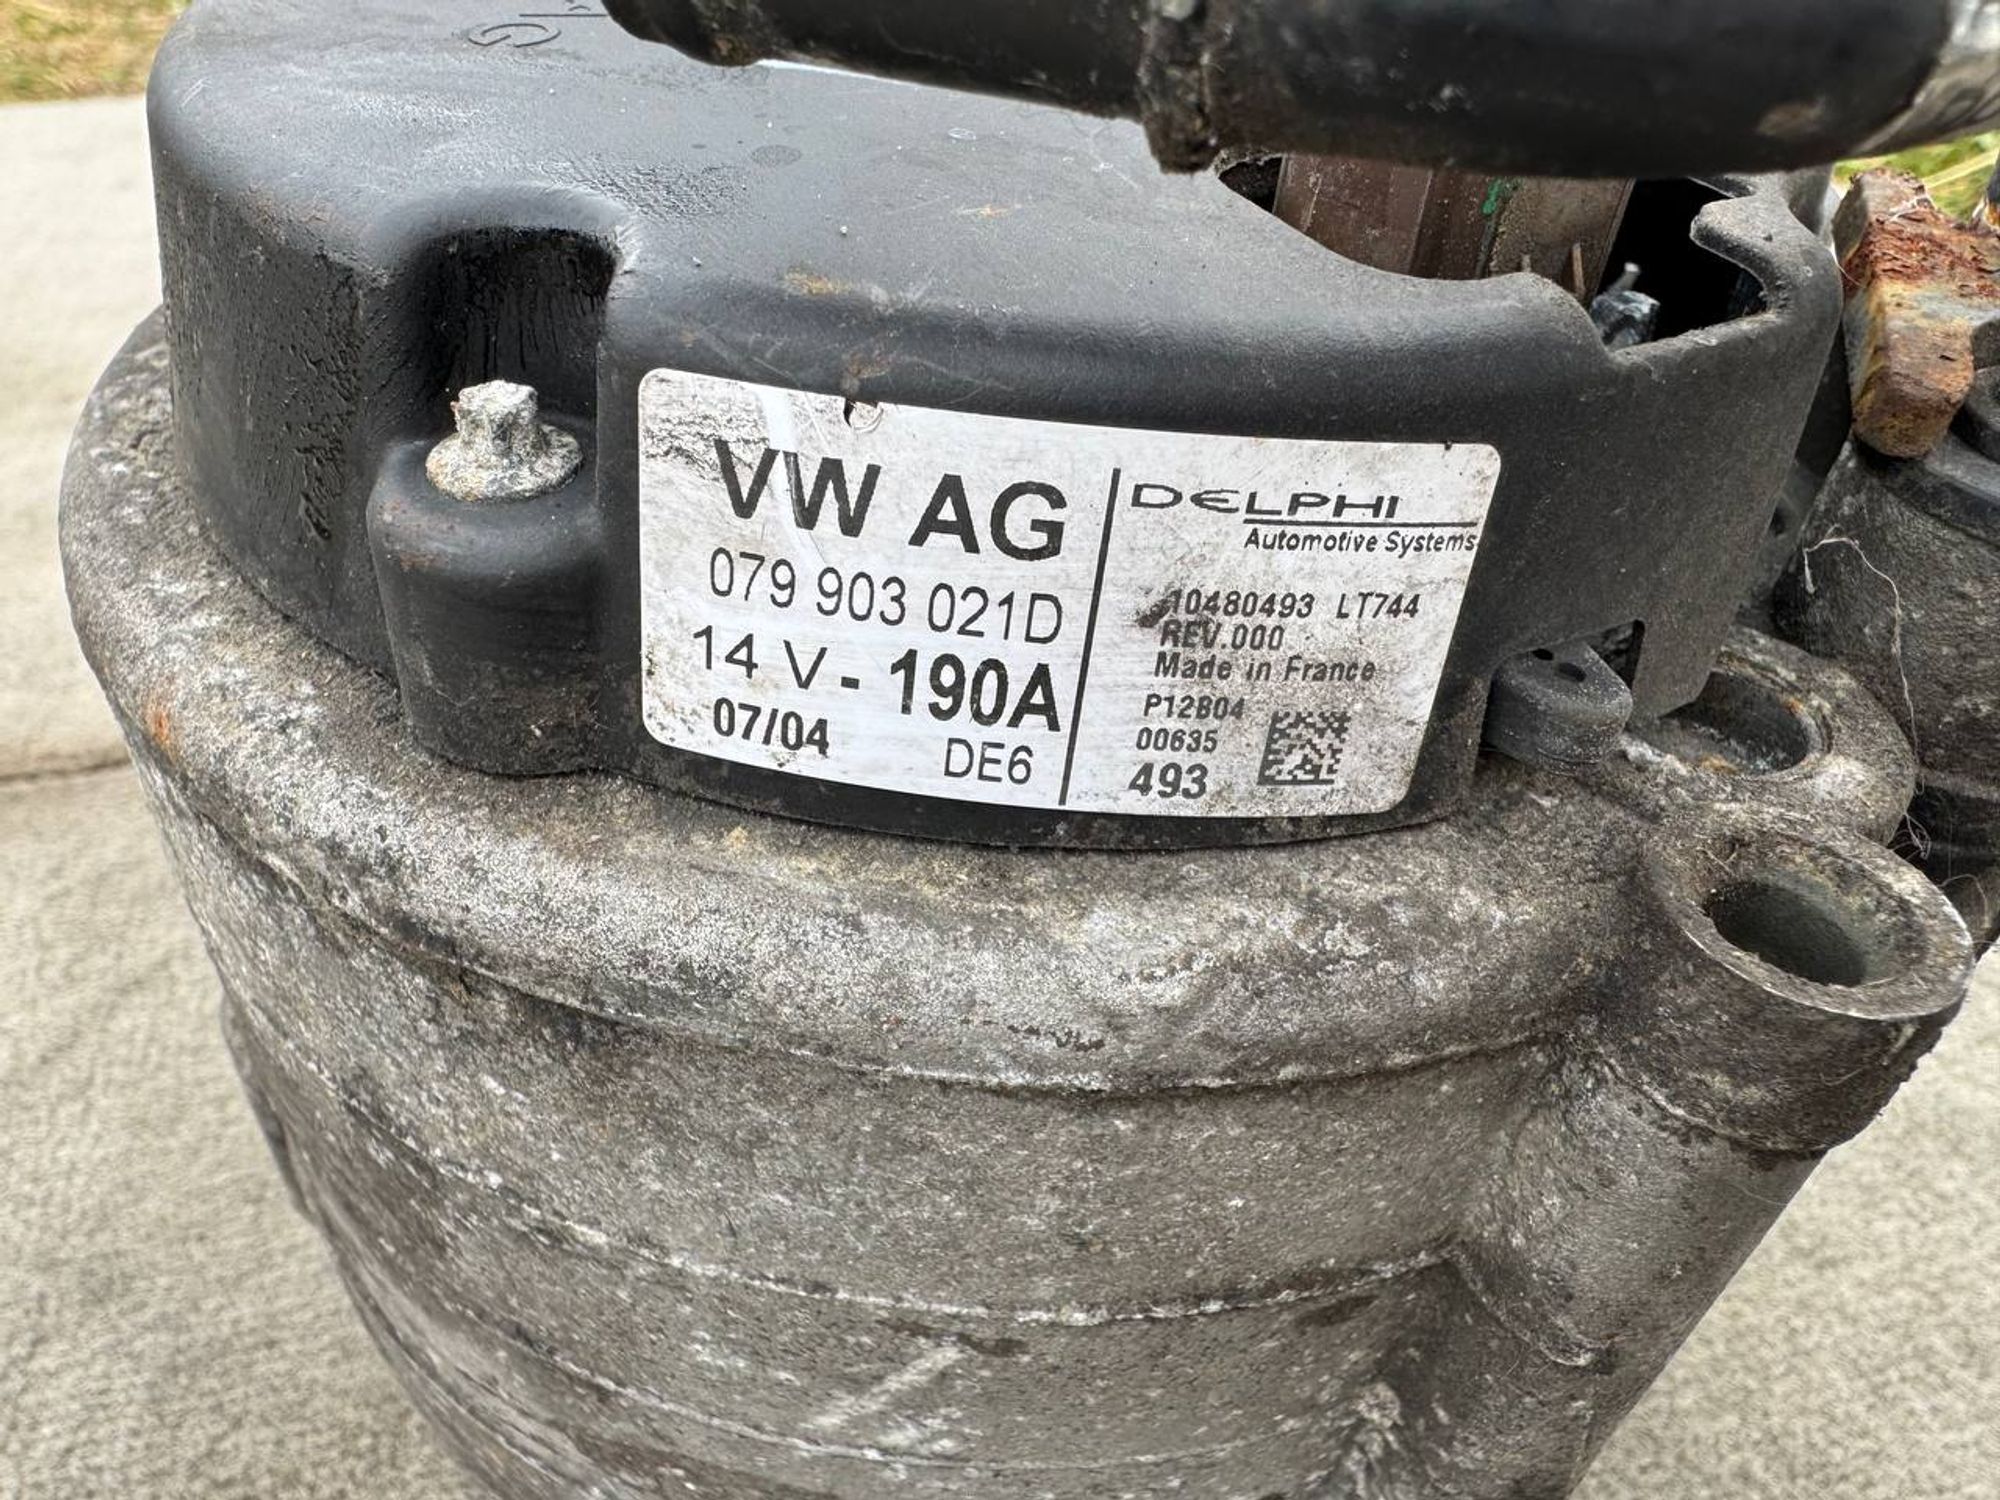 VW AG
079 903 021D
14 V - 190A
07/04 DE6
DELPHI
Automotive Systems
10480493 LT744
REV.000
Made in France
P12B04
00635
493